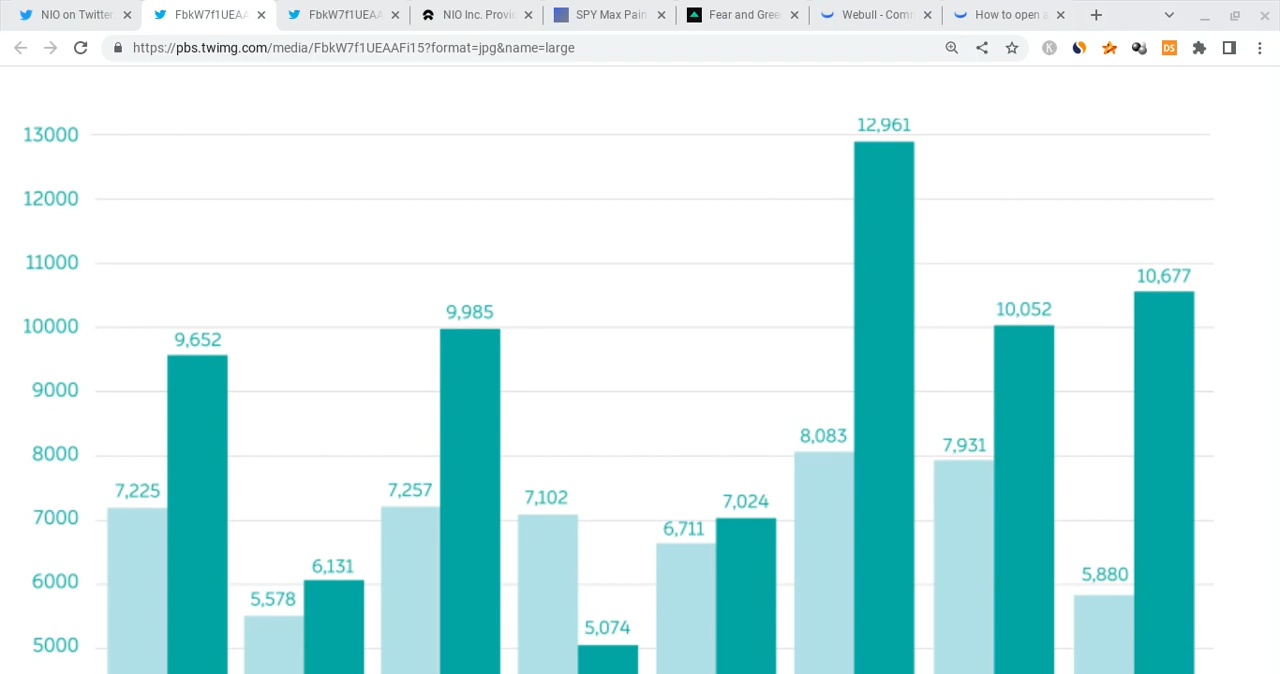 NIO on Twitter
FbkW7f1UEAA
FbkW7f1UEAA
NIO Inc. Provid
SPY Max Pain
Fear and Gree
Webull - Comm
How to open a
https://pbs.twimg.com/media/FbkW7f1UEAAFi15?format=jpg&name=large
K
DS
13000
12000
11000
10000
9000
8000
7000
6000
5000
7,225
9,652
5,578
6,131
7,257
9,985
7,102
5,074
6,711
7,024
8,083
12,961
7,931
10,052
5,880
10,677